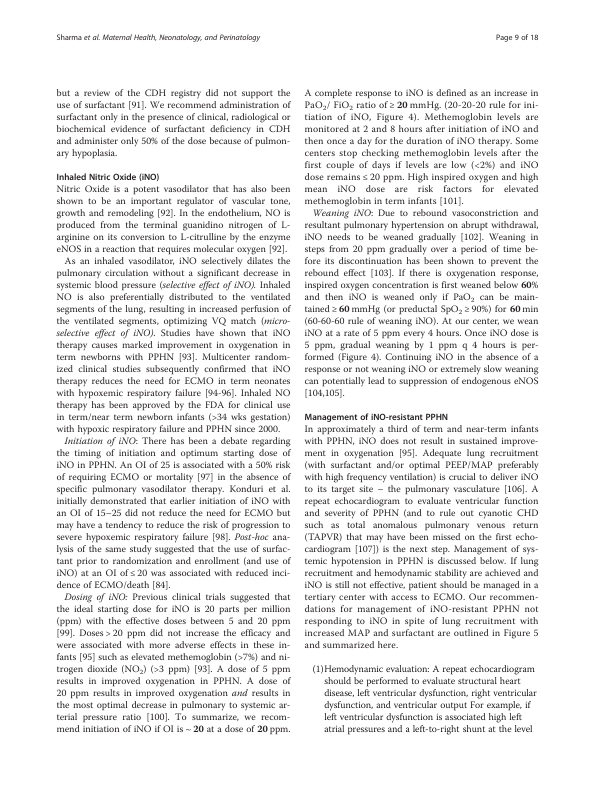 Sharma et al. Maternal Health, Neonatology, and Perinatology
Page 9 of 18
but a review of the CDH registry did not support the
use of surfactant [91]. We recommend administration of
surfactant only in the presence of clinical, radiological or
biochemical evidence of surfactant deficiency in CDH
and administer only 50% of the dose because of pulmon-
ary hypoplasia.
Inhaled Nitric Oxide (iNO)
Nitric Oxide is a potent vasodilator that has also been
shown to be an important regulator of vascular tone,
growth and remodeling [92]. In the endothelium, NO is
produced from the terminal guanidino nitrogen of L-
arginine on its conversion to L-citrulline by the enzyme
eNOS in a reaction that requires molecular oxygen [92].
As an inhaled vasodilator, iNO selectively dilates the
pulmonary circulation without a significant decrease in
systemic blood pressure (selective effect of iNO). Inhaled
NO is also preferentially distributed to the ventilated
segments of the lung, resulting in increased perfusion of
the ventilated segments, optimizing VQ match (micro-
selective effect of iNO). Studies have shown that iNO
therapy causes marked improvement in oxygenation in
term newborns with PPHN [93]. Multicenter random-
ized clinical studies subsequently confirmed that iNO
therapy reduces the need for ECMO in term neonates
with hypoxemic respiratory failure [94-96]. Inhaled NO
therapy has been approved by the FDA for clinical use
in term/near term newborn infants (>34 wks gestation)
with hypoxic respiratory failure and PPHN since 2000.
Initiation of iNO: There has been a debate regarding
the timing of initiation and optimum starting dose of
iNO in PPHN. An OI of 25 is associated with a 50% risk
of requiring ECMO or mortality [97] in the absence of
specific pulmonary vasodilator therapy. Konduri et al.
initially demonstrated that earlier initiation of iNO with
an OI of 15–25 did not reduce the need for ECMO but
may have a tendency to reduce the risk of progression to
severe hypoxemic respiratory failure [98]. Post-hoc ana-
lysis of the same study suggested that the use of surfac-
tant prior to randomization and enrollment (and use of
iNO) at an OI of ≤ 20 was associated with reduced inci-
dence of ECMO/death [84].
Dosing of iNO: Previous clinical trials suggested that
the ideal starting dose for iNO is 20 parts per million
(ppm) with the effective doses between 5 and 20 ppm
[99]. Doses > 20 ppm did not increase the efficacy and
were associated with more adverse effects in these in-
fants [95] such as elevated methemoglobin (>7%) and ni-
trogen dioxide (NO₂) (>3 ppm) [93]. A dose of 5 ppm
results in improved oxygenation in PPHN. A dose of
20 ppm results in improved oxygenation and results in
the most optimal decrease in pulmonary to systemic ar-
terial pressure ratio [100]. To summarize, we recom-
mend initiation of iNO if OI is ~ 20 at a dose of 20 ppm.
A complete response to iNO is defined as an increase in
PaO₂/ FiO₂ ratio of ≥ 20 mmHg. (20-20-20 rule for ini-
tiation of iNO, Figure 4). Methemoglobin levels are
monitored at 2 and 8 hours after initiation of iNO and
then once a day for the duration of iNO therapy. Some
centers stop checking methemoglobin levels after the
first couple of days if levels are low (<2%) and iNO
dose remains ≤ 20 ppm. High inspired oxygen and high
mean iNO dose are risk factors for elevated
methemoglobin in term infants [101].
Weaning iNO: Due to rebound vasoconstriction and
resultant pulmonary hypertension on abrupt withdrawal,
iNO needs to be weaned gradually [102]. Weaning in
steps from 20 ppm gradually over a period of time be-
fore its discontinuation has been shown to prevent the
rebound effect [103]. If there is oxygenation response,
inspired oxygen concentration is first weaned below 60%
and then iNO is weaned only if PaO₂ can be main-
tained ≥ 60 mmHg (or preductal SpO₂ ≥ 90%) for 60 min
(60-60-60 rule of weaning iNO). At our center, we wean
iNO at a rate of 5 ppm every 4 hours. Once iNO dose is
5 ppm, gradual weaning by 1 ppm q 4 hours is per-
formed (Figure 4). Continuing iNO in the absence of a
response or not weaning iNO or extremely slow weaning
can potentially lead to suppression of endogenous eNOS
[104,105].
Management of iNO-resistant PPHN
In approximately a third of term and near-term infants
with PPHN, iNO does not result in sustained improve-
ment in oxygenation [95]. Adequate lung recruitment
(with surfactant and/or optimal PEEP/MAP preferably
with high frequency ventilation) is crucial to deliver iNO
to its target site – the pulmonary vasculature [106]. A
repeat echocardiogram to evaluate ventricular function
and severity of PPHN (and to rule out cyanotic CHD
such as total anomalous pulmonary venous return
(TAPVR) that may have been missed on the first echo-
cardiogram [107]) is the next step. Management of sys-
temic hypotension in PPHN is discussed below. If lung
recruitment and hemodynamic stability are achieved and
iNO is still not effective, patient should be managed in a
tertiary center with access to ECMO. Our recommen-
dations for management of iNO-resistant PPHN not
responding to iNO in spite of lung recruitment with
increased MAP and surfactant are outlined in Figure 5
and summarized here.
(1)Hemodynamic evaluation: A repeat echocardiogram
should be performed to evaluate structural heart
disease, left ventricular dysfunction, right ventricular
dysfunction, and ventricular output For example, if
left ventricular dysfunction is associated high left
atrial pressures and a left-to-right shunt at the level